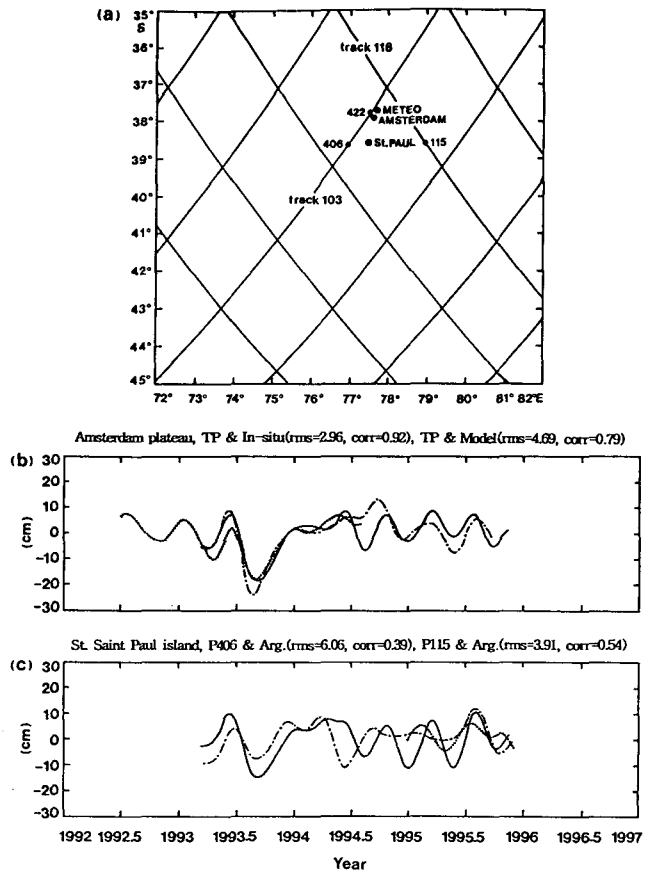 (a)
35°
S
36°
37°
38°
39°
40°
41°
42°
43°
44°
45°
track 118
422
METEO
AMSTERDAM
406
St.PAUL
115
track 103
72° 73° 74° 75° 76° 77° 78° 79° 80° 81° 82°E
Amsterdam plateau, TP & In-situ(rms=2.96, corr=0.92), TP & Model(rms=4.69, corr=0.79)
(b)
30
20
10
0
-10
-20
-30
(cm)
St. Saint Paul island, P406 & Arg.(rms=6.06, corr=0.39), P115 & Arg.(rms=3.91, corr=0.54)
(c)
30
20
10
0
-10
-20
-30
(cm)
1992 1992.5 1993 1993.5 1994 1994.5 1995 1995.5 1996 1996-5 1997
Year